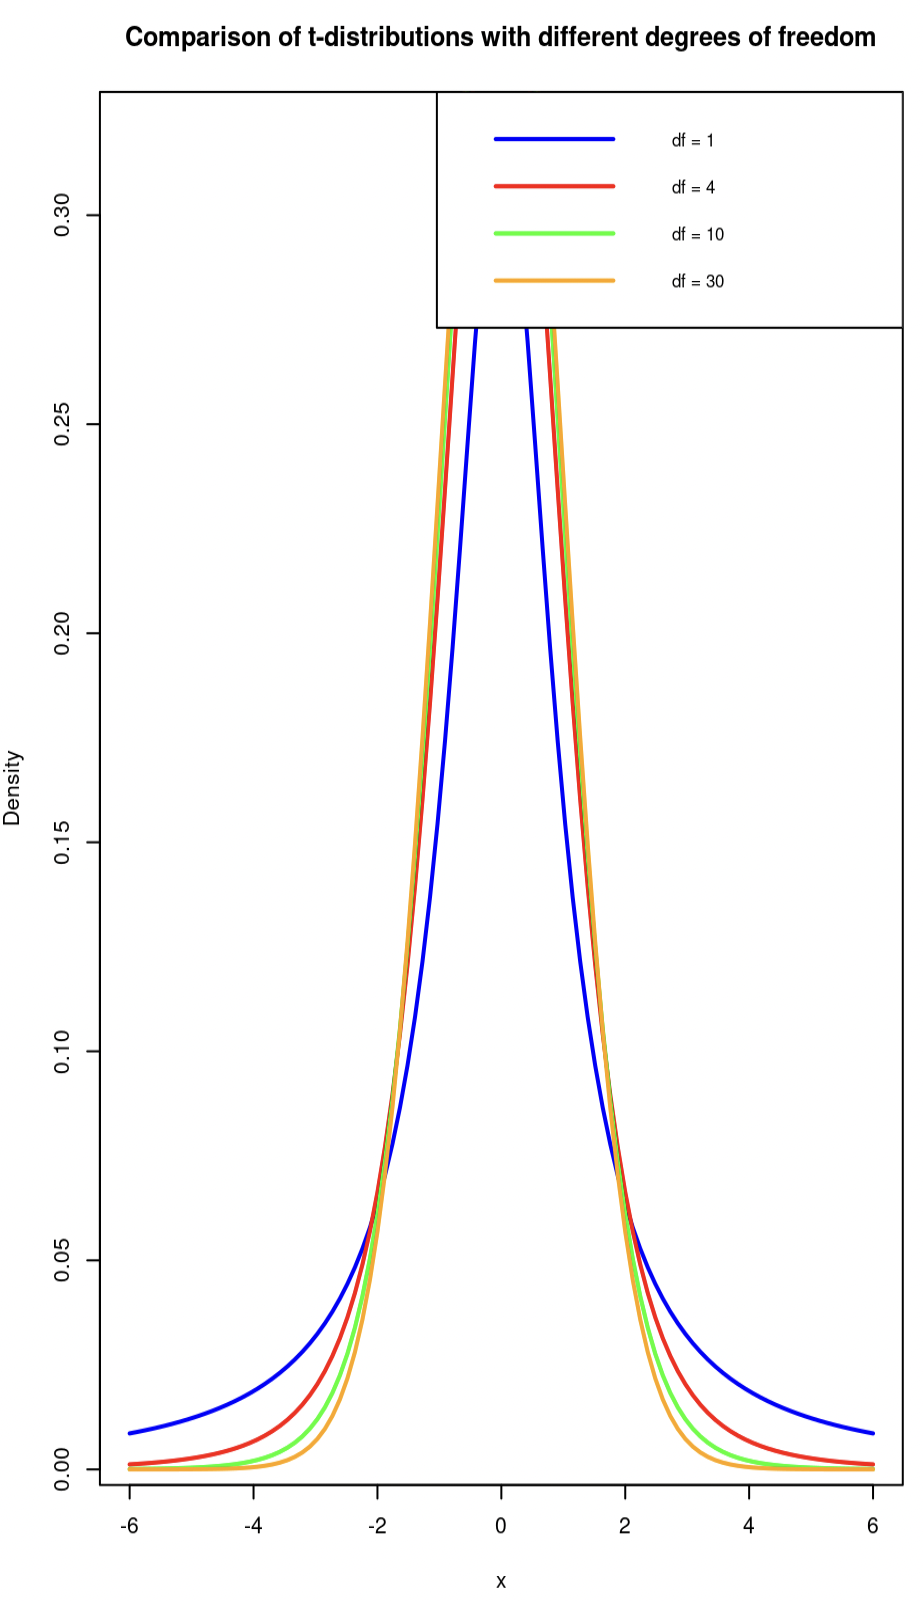 Comparison of t-distributions with different degrees of freedom
df = 1
df = 4
df = 10
df = 30
0.30
0.25
0.20
0.15
0.10
0.05
0.00
Density
-6 -4 -2 0 2 4 6
x